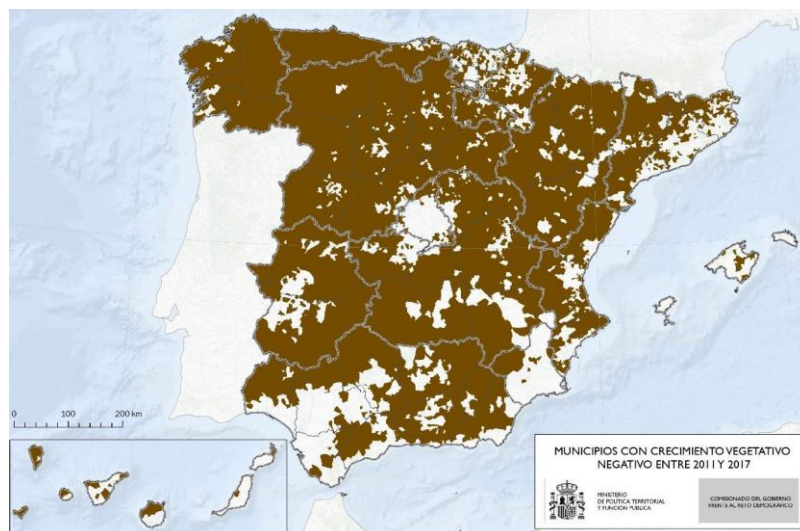 0 100 200 km
MUNICIPIOS CON CRECIMIENTO VEGETATIVO
NEGATIVO ENTRE 2011 Y 2017
MINISTERIO
DE POLÍTICA TERRITORIAL
Y FUNCIÓN PÚBLICA
COMISIONADO DEL GOBIERNO
FRENTE AL RETO DEMOGRÁFICO